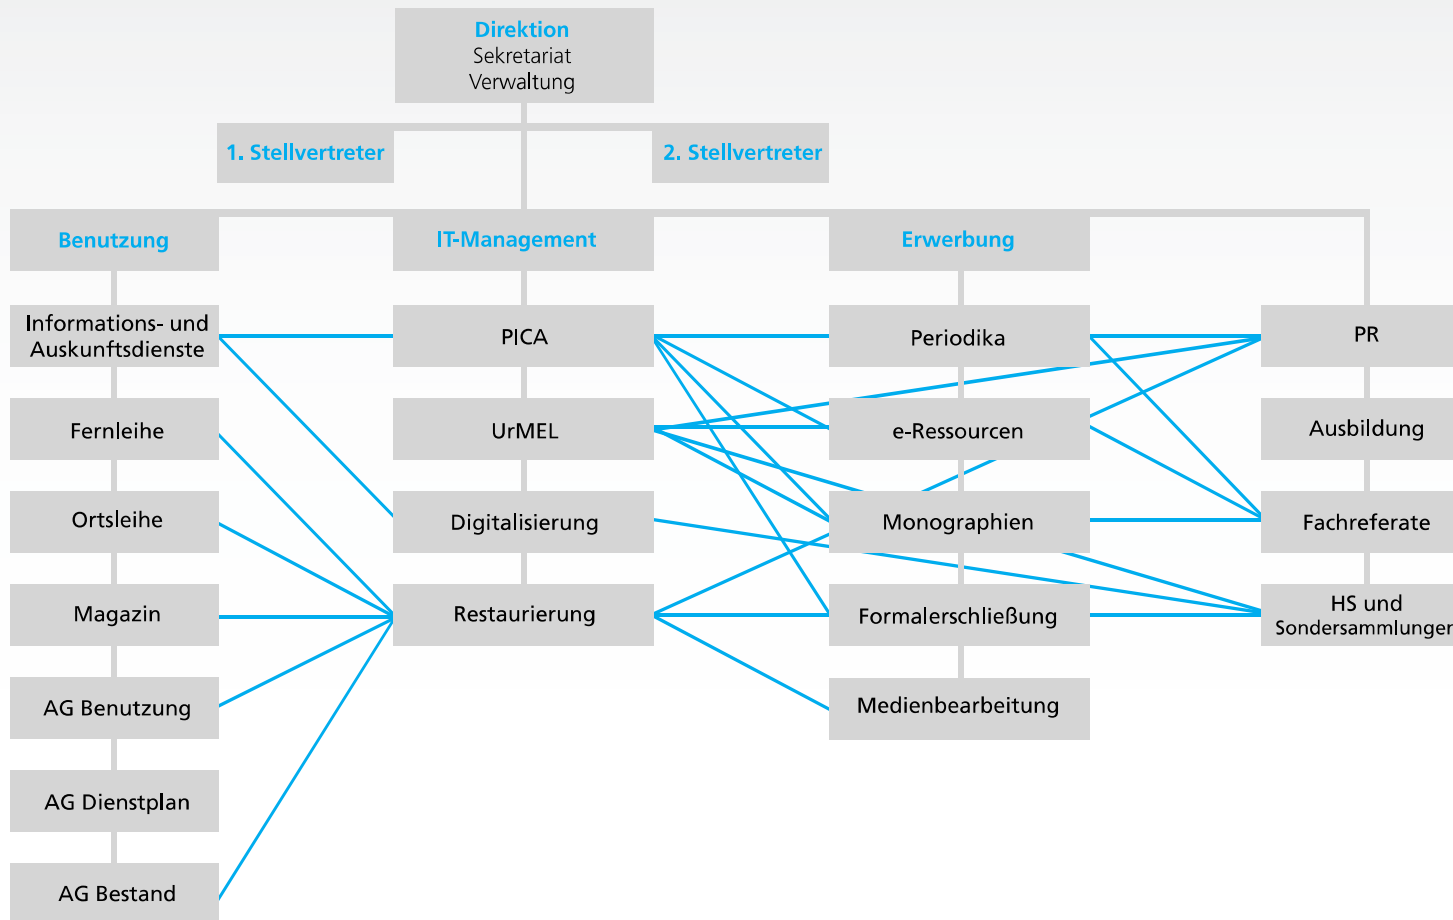 Direktion
Sekretariat
Verwaltung
1. Stellvertreter
2. Stellvertreter
Benutzung
IT-Management
Erwerbung
Informations- und
Auskunftsdienste
PICA
Periodika
PR
Fernleihe
UrMEL
e-Ressourcen
Ausbildung
Ortsleihe
Digitalisierung
Monographien
Fachreferate
Magazin
Restaurierung
Formalerschließung
HS und
Sondersammlungen
AG Benutzung
Medienbearbeitung
AG Dienstplan
AG Bestand